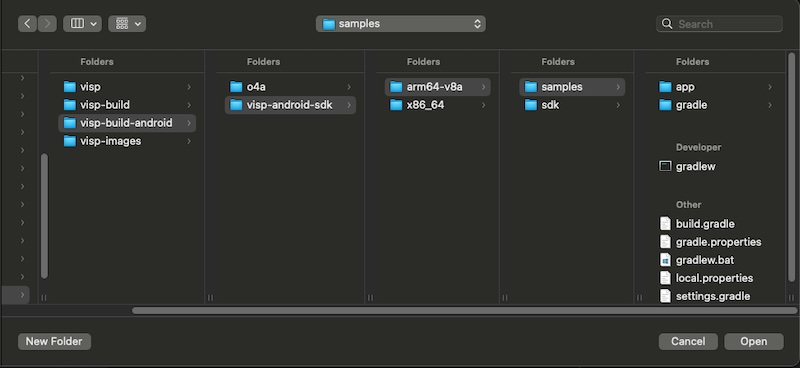 samples
Search
Folders
visp
visp-build
visp-build-android
visp-images
Folders
o4a
visp-android-sdk
Folders
arm64-v8a
x86_64
Folders
samples
sdk
Folders
app
gradle
Developer
gradlew
Other
build.gradle
gradle.properties
gradlew.bat
local.properties
settings.gradle
New Folder
Cancel
Open